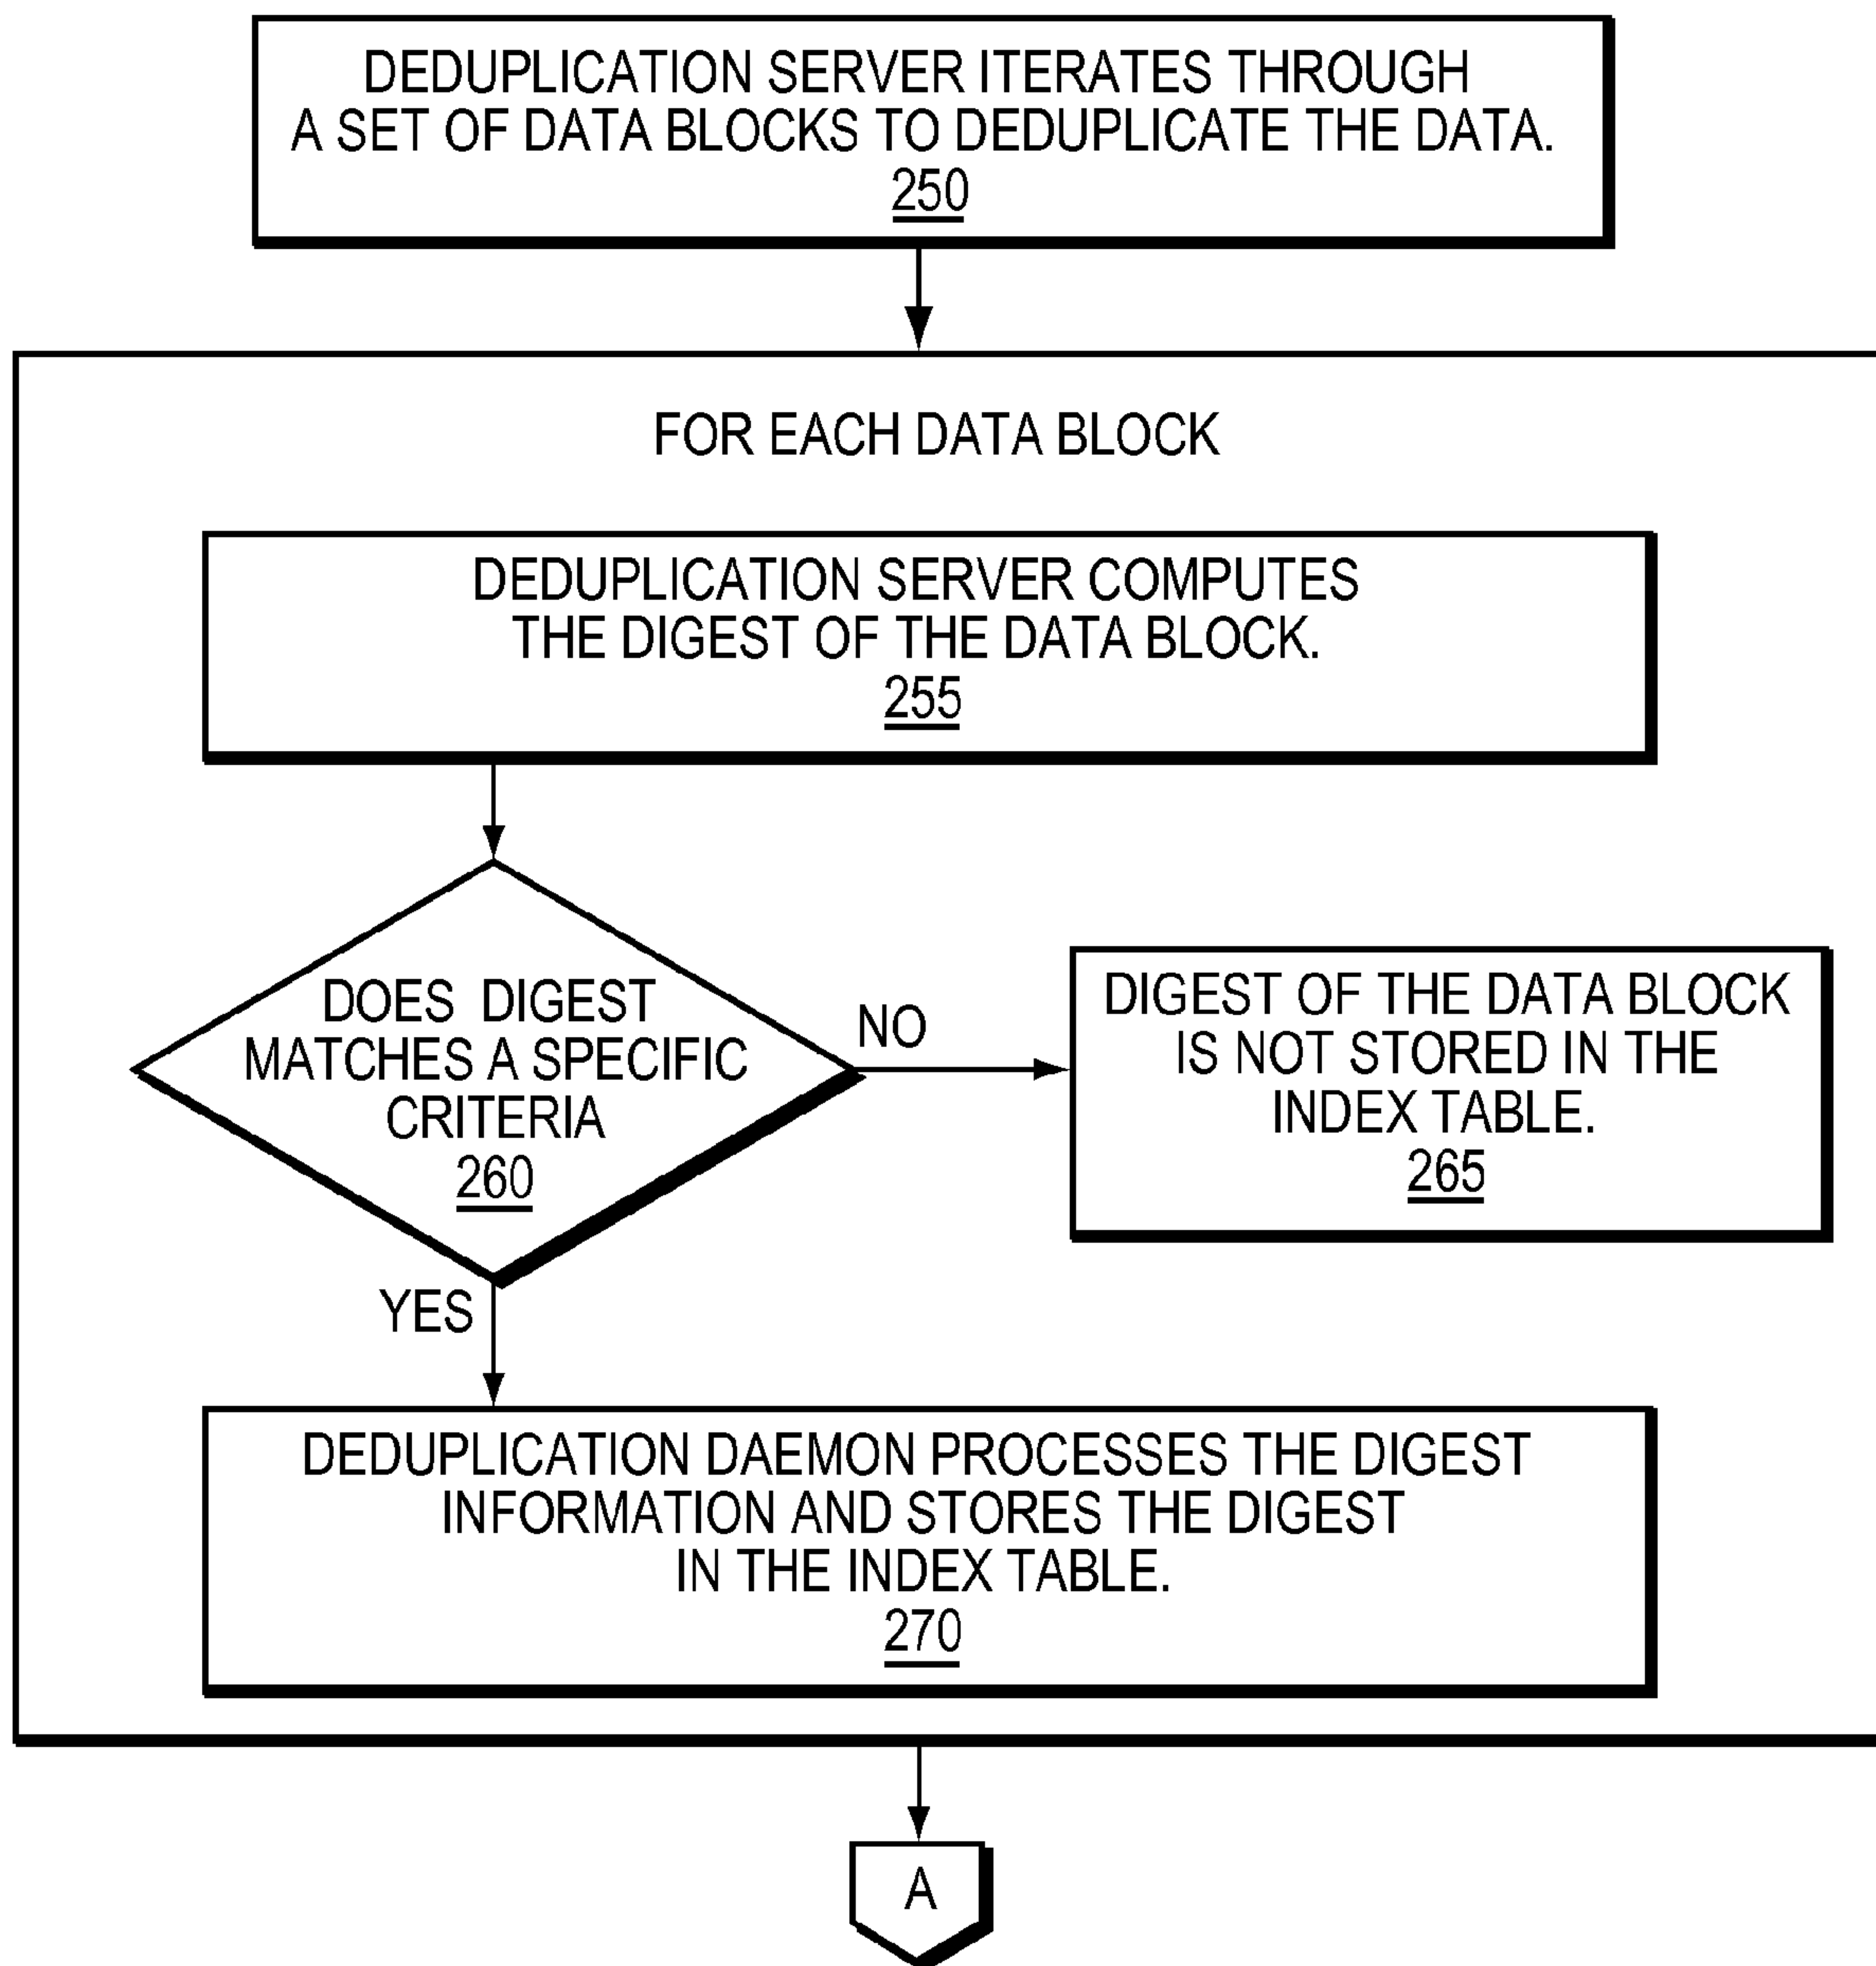 DEDUPLICATION SERVER ITERATES THROUGH
A SET OF DATA BLOCKS TO DEDUPLICATE THE DATA.
250
FOR EACH DATA BLOCK
DEDUPLICATION SERVER COMPUTES
THE DIGEST OF THE DATA BLOCK.
255
DOES DIGEST
MATCHES A SPECIFIC
CRITERIA
260
NO
DIGEST OF THE DATA BLOCK
IS NOT STORED IN THE
INDEX TABLE.
265
YES
DEDUPLICATION DAEMON PROCESSES THE DIGEST
INFORMATION AND STORES THE DIGEST
IN THE INDEX TABLE.
270
A